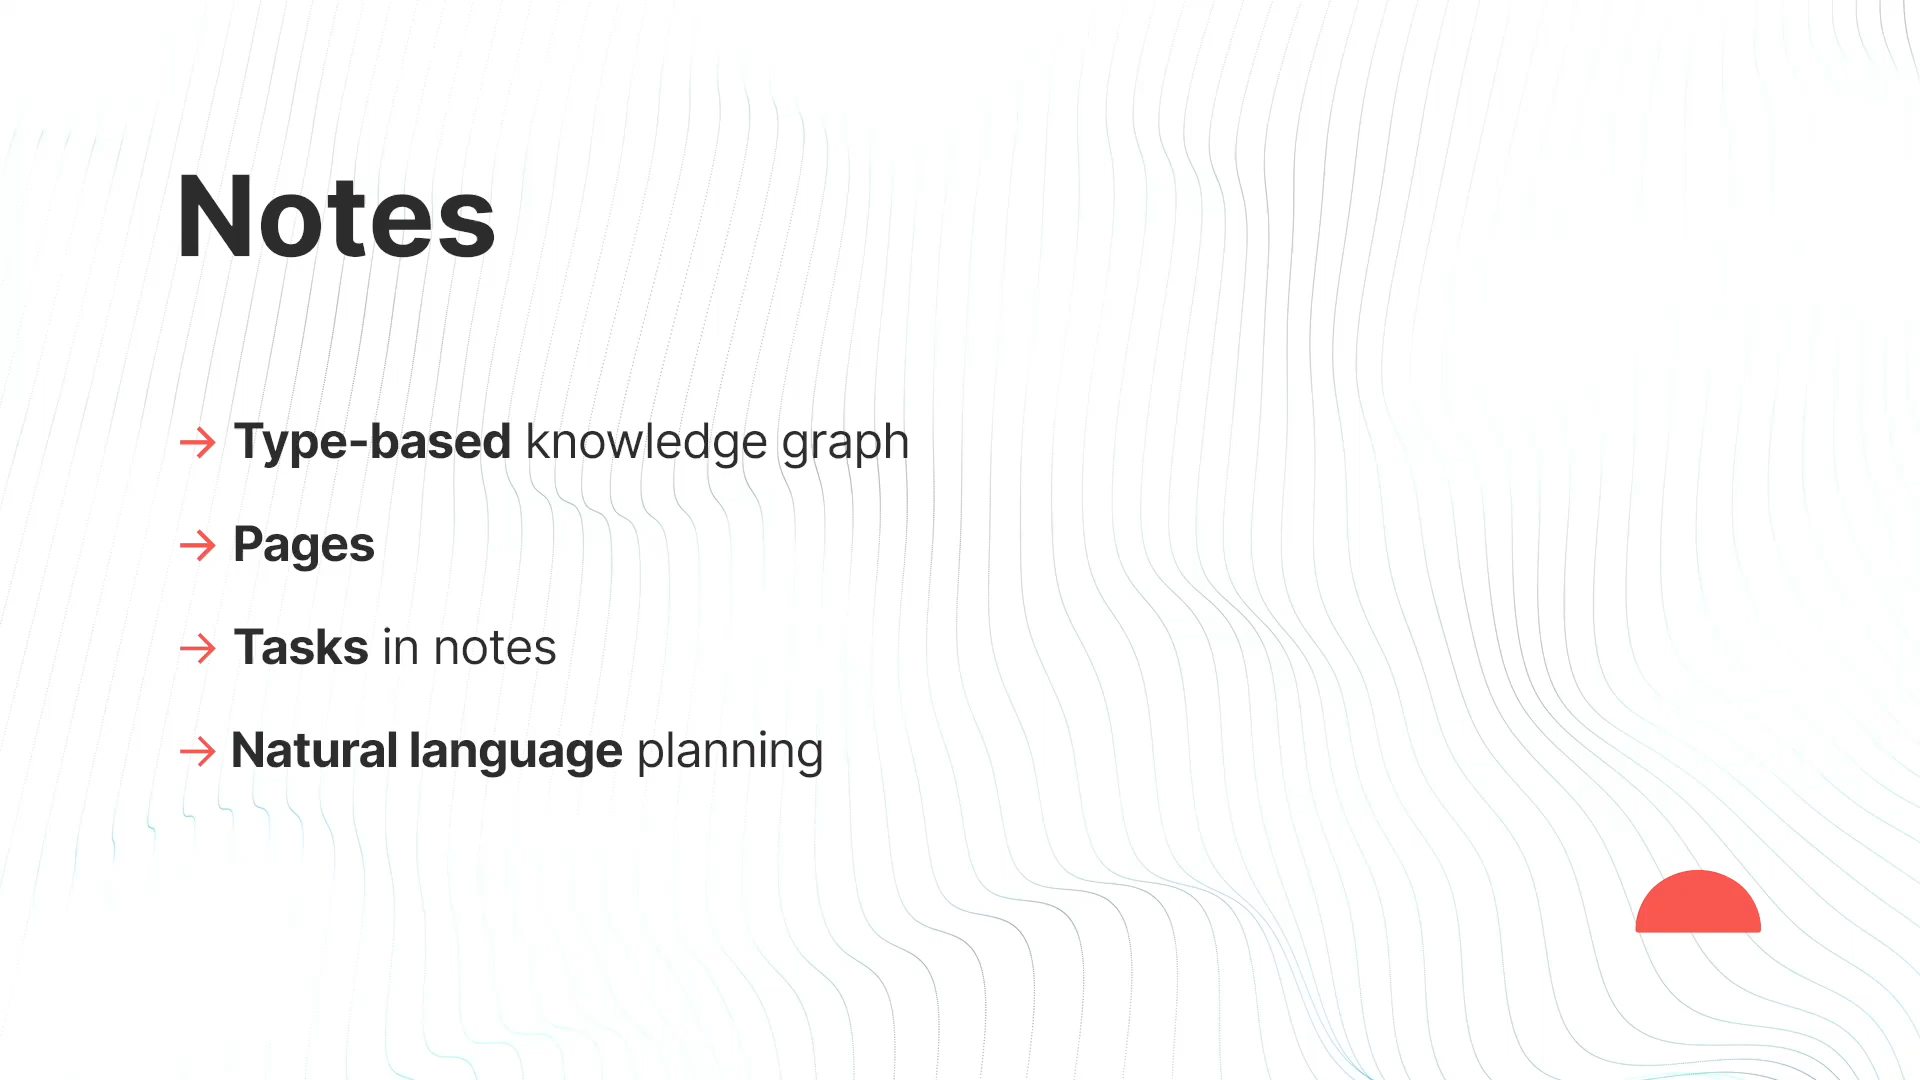 Notes
→ Type-based knowledge graph
→ Pages
→ Tasks in notes
→ Natural language planning